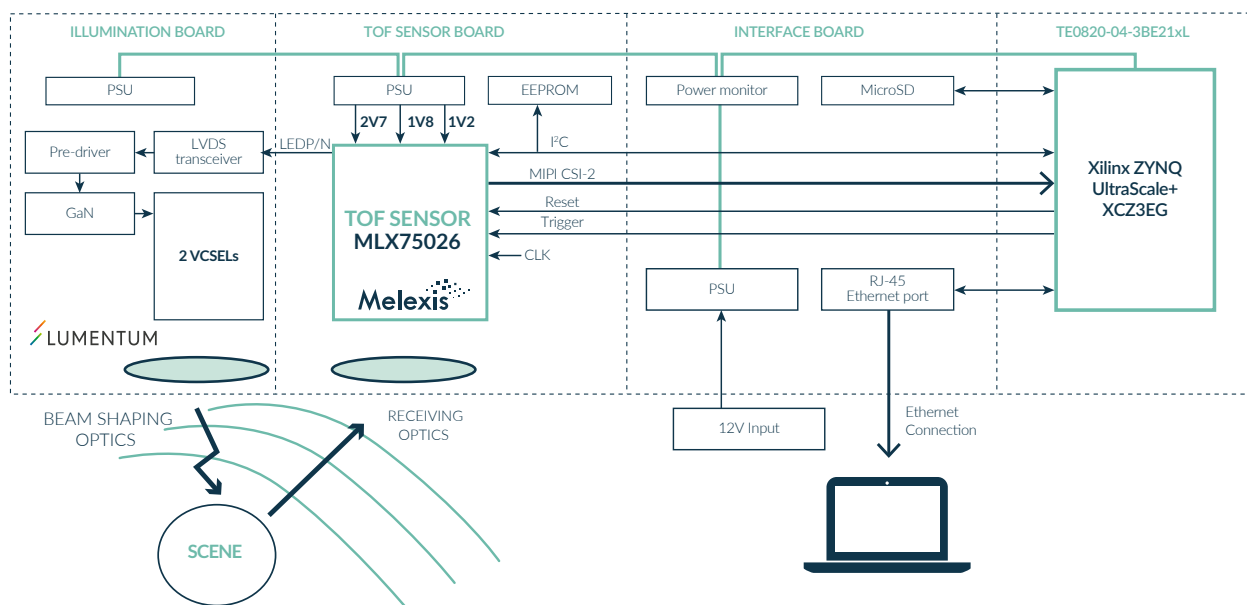 ILLUMINATION BOARD
TOF SENSOR BOARD
INTERFACE BOARD
TE0820-04-3BE21xL
PSU
PSU
EEPROM
Power monitor
MicroSD
2V7
1V8
1V2
Pre-driver
LVDS
transceiver
LEDP/N
I²C
MIPI CSI-2
Xilinx ZYNQ
UltraScale+
XCZ3EG
GaN
2 VCSELs
TOF SENSOR
MLX75026
Reset
Trigger
CLK
Melexis
PSU
RJ-45
Ethernet port
LUMENTUM
BEAM SHAPING
OPTICS
RECEIVING
OPTICS
12V Input
Ethernet
Connection
SCENE